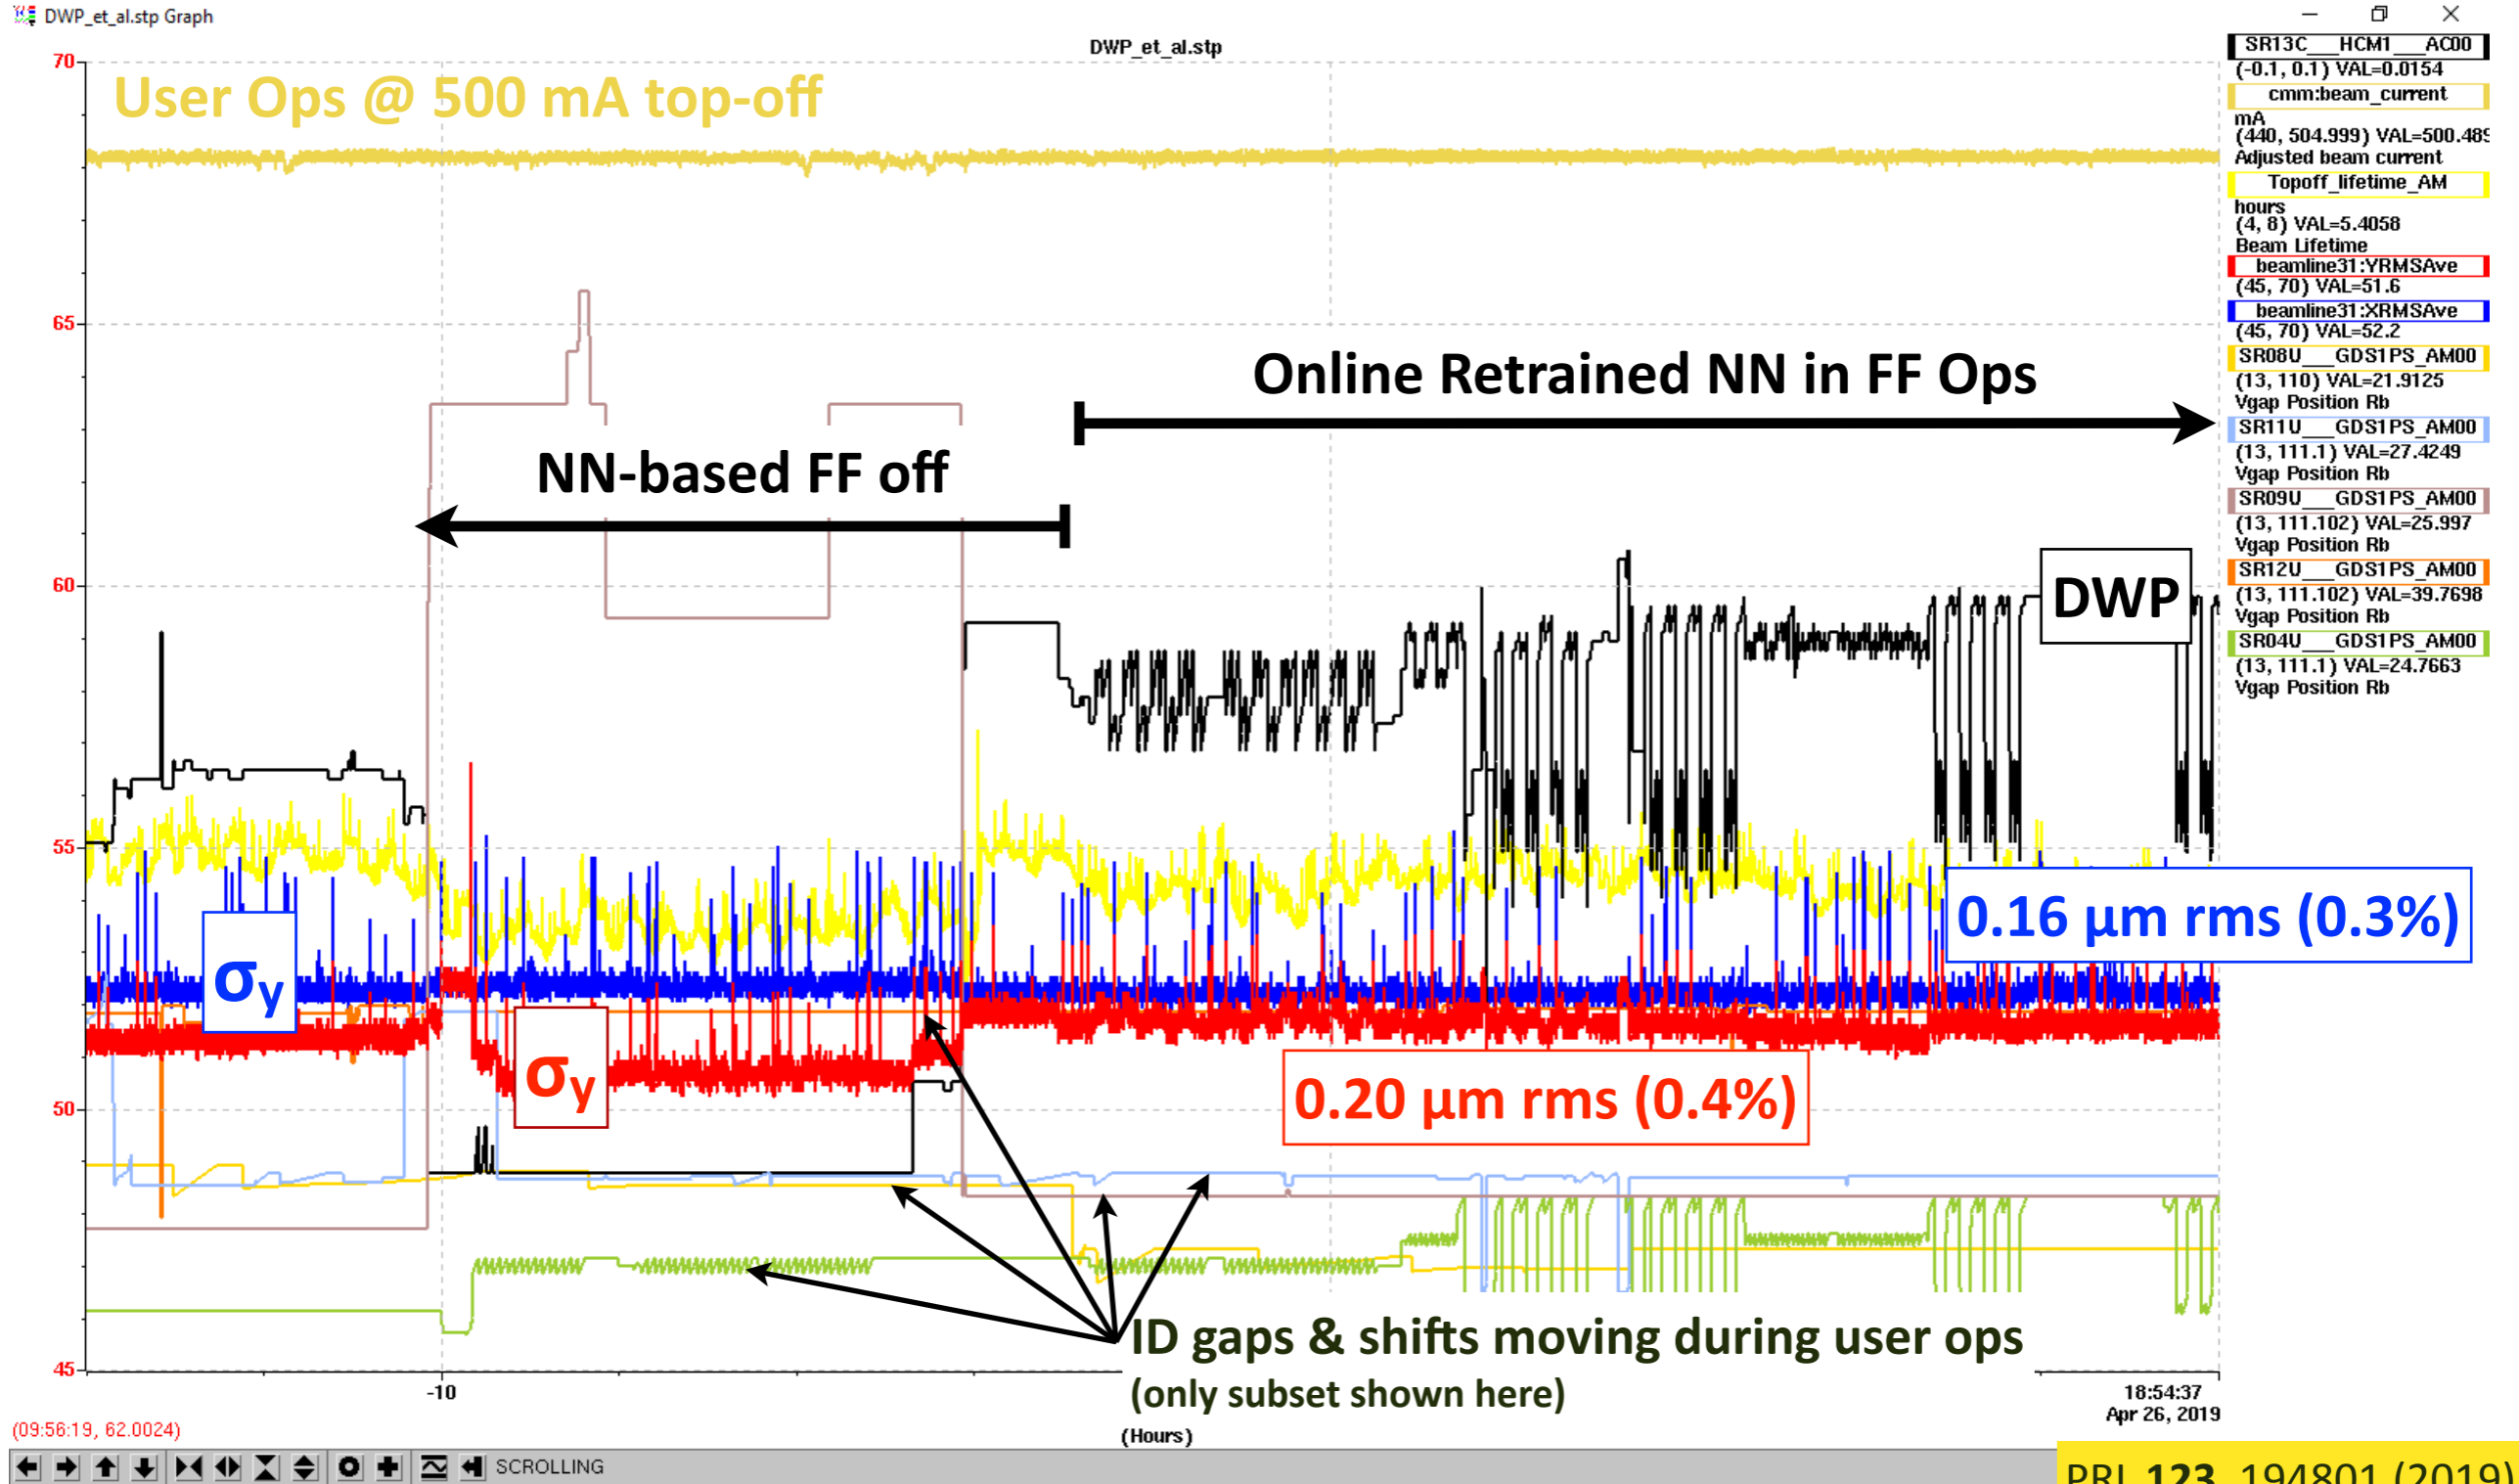 DWP_et_al.stp Graph
DWP_et_al.stp
70
65
60
55
50
45
User Ops @ 500 mA top-off
Online Retrained NN in FF Ops
NN-based FF off
DWP
σy
σy
0.16 μm rms (0.3%)
0.20 μm rms (0.4%)
ID gaps & shifts moving during user ops
(only subset shown here)
-10
18:54:37
Apr 26, 2019
(Hours)
(09:56:19, 62.0024)
SCROLLING
PRL 123, 194801 (2019)
SR13C___HCM1___AC00
(-0.1, 0.1) VAL=0.0154
cmm:beam_current
mA
(440, 504.999) VAL=500.489
Adjusted beam current
Topoff_lifetime_AM
hours
(4, 8) VAL=5.4058
Beam Lifetime
beamline31:YRMSAve
(45, 70) VAL=51.6
beamline31:XRMSAve
(45, 70) VAL=52.2
SR08U___GDS1PS_AM00
(13, 110) VAL=21.9125
Vgap Position Rb
SR11U___GDS1PS_AM00
(13, 111.1) VAL=27.4249
Vgap Position Rb
SR09U___GDS1PS_AM00
(13, 111.102) VAL=25.997
Vgap Position Rb
SR12U___GDS1PS_AM00
(13, 111.102) VAL=39.7698
Vgap Position Rb
SR04U___GDS1PS_AM00
(13, 111.1) VAL=24.7663
Vgap Position Rb